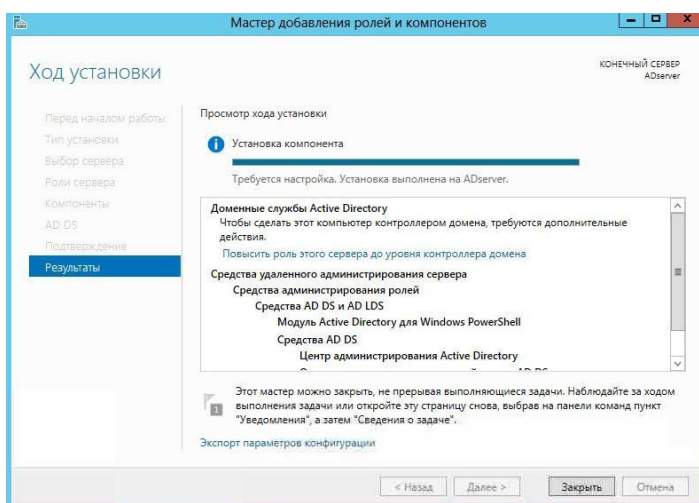 Мастер добавления ролей и компонентов
Ход установки
КОНЕЧНЫЙ СЕРВЕР
ADserver
Перед началом работы
Тип установки
Выбор сервера
Роли сервера
Компоненты
AD DS
Подтверждение
Результаты
Просмотр хода установки
Установка компонента
Требуется настройка. Установка выполнена на ADserver.
Доменные службы Active Directory
Чтобы сделать этот компьютер контроллером домена, требуются дополнительные
действия.
Повысить роль этого сервера до уровня контроллера домена
Средства удаленного администрирования сервера
Средства администрирования ролей
Средства AD DS и AD LDS
Модуль Active Directory для Windows PowerShell
Средства AD DS
Центр администрирования Active Directory
Этот мастер можно закрыть, не прерывая выполняющиеся задачи. Наблюдайте за ходом
выполнения задачи или откройте эту страницу снова, выбрав на панели команд пункт
"Уведомления", а затем "Сведения о задаче".
1
Экспорт параметров конфигурации
< Назад
Далее >
Закрыть
Отмена